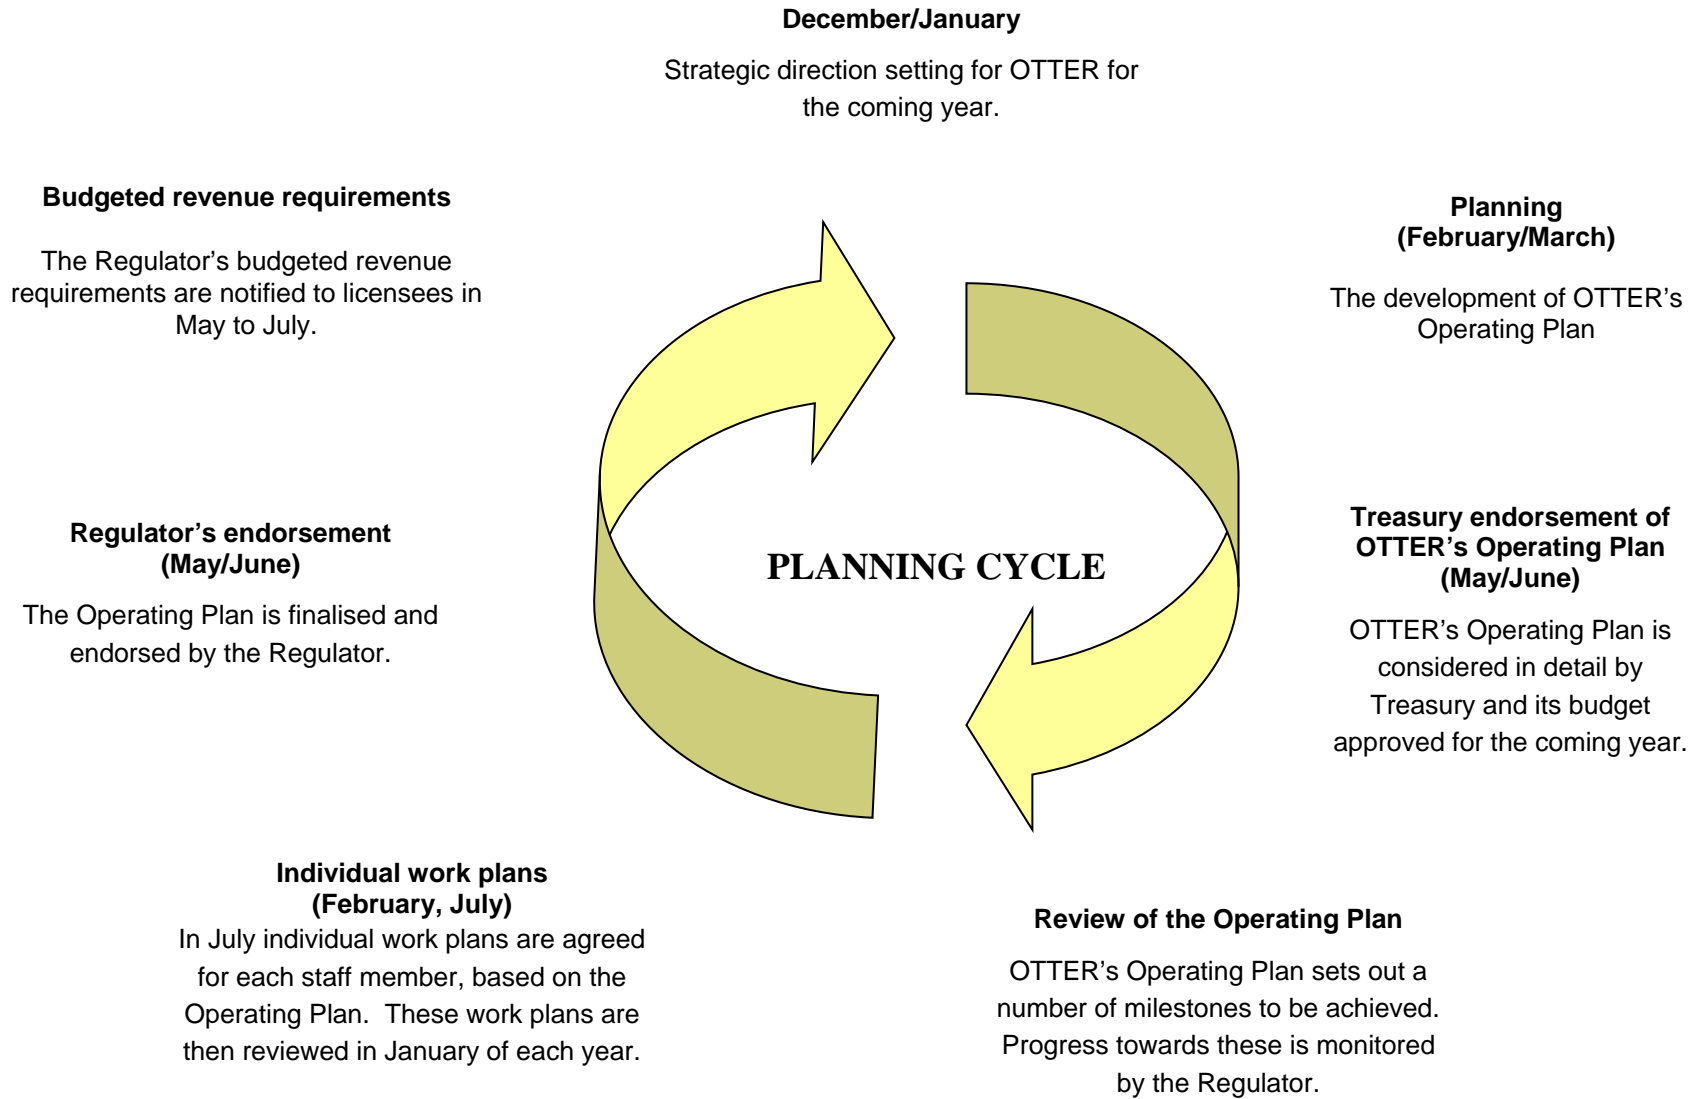 December/January
Strategic direction setting for OTTER for
the coming year.
Planning
(February/March)
The development of OTTER’s
Operating Plan
Treasury endorsement of
OTTER’s Operating Plan
(May/June)
OTTER’s Operating Plan is
considered in detail by
Treasury and its budget
approved for the coming year.
Review of the Operating Plan
OTTER’s Operating Plan sets out a
number of milestones to be achieved.
Progress towards these is monitored
by the Regulator.
Individual work plans
(February, July)
In July individual work plans are agreed
for each staff member, based on the
Operating Plan.  These work plans are
then reviewed in January of each year.
Regulator’s endorsement
(May/June)
The Operating Plan is finalised and
endorsed by the Regulator.
Budgeted revenue requirements
The Regulator’s budgeted revenue
requirements are notified to licensees in
May to July.
PLANNING CYCLE